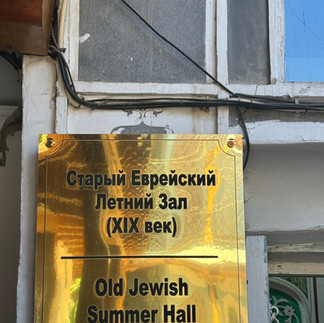 Старый Еврейский
Летний Зал
(XIX век)
Old Jewish
Summer Hall